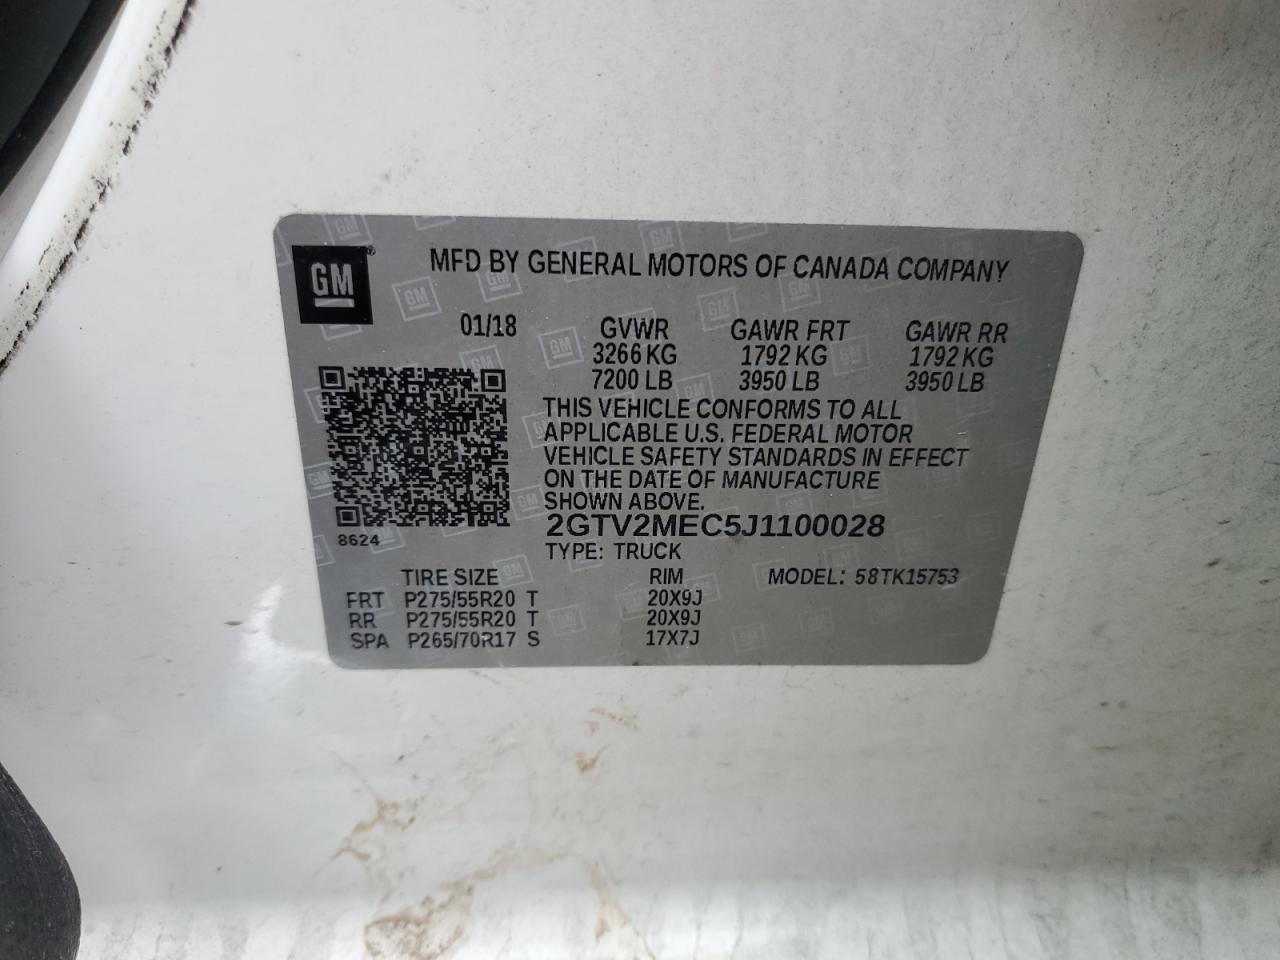 GM
MFD BY GENERAL MOTORS OF CANADA COMPANY
01/18 GVWR GAWR FRT GAWR RR
3266 KG 1792 KG 1792 KG
7200 LB 3950 LB 3950 LB
THIS VEHICLE CONFORMS TO ALL
APPLICABLE U.S. FEDERAL MOTOR
VEHICLE SAFETY STANDARDS IN EFFECT
ON THE DATE OF MANUFACTURE
SHOWN ABOVE.
2GTV2MEC5J1100028
8624
TYPE: TRUCK
TIRE SIZE RIM MODEL: 58TK15753
FRT P275/55R20 T 20X9J
RR P275/55R20 T 20X9J
SPA P265/70R17 S 17X7J